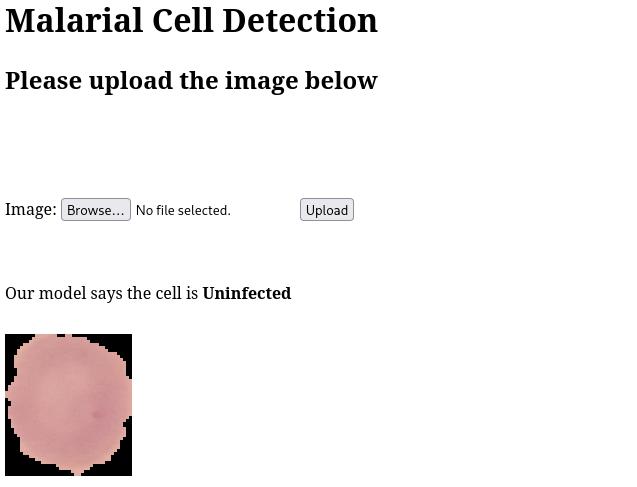 Malarial Cell Detection
Please upload the image below
Image: Browse... No file selected. Upload
Our model says the cell is Uninfected